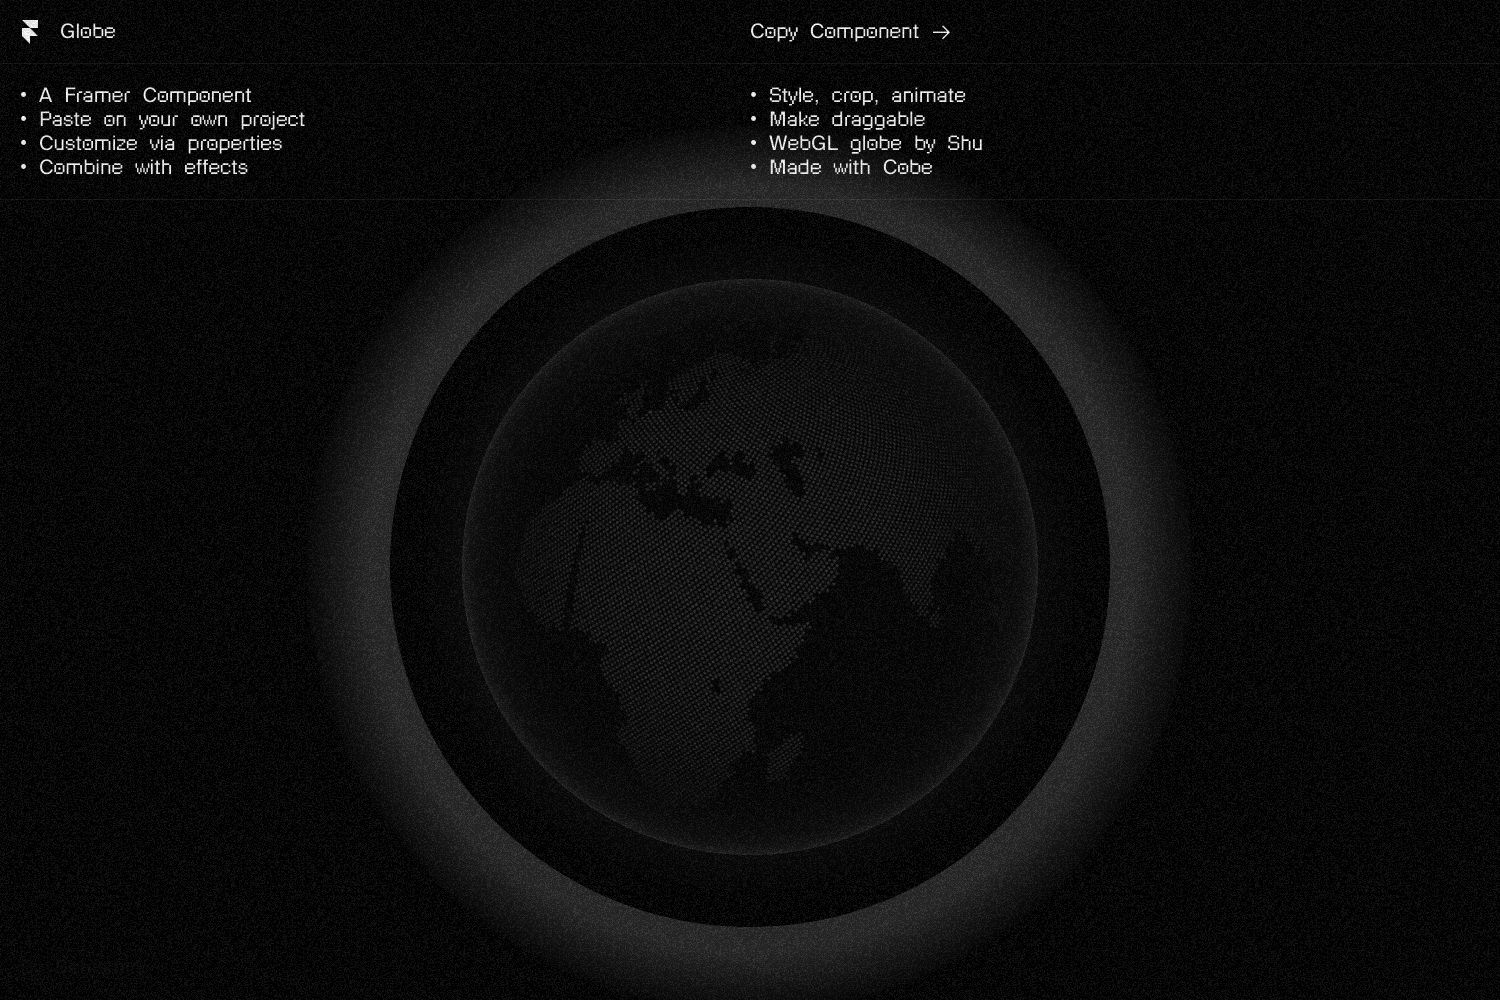 Globe
Copy Component →
• A Framer Component
• Paste on your own project
• Customize via properties
• Combine with effects
• Style, crop, animate
• Make draggable
• WebGL globe by Shu
• Made with Cobe